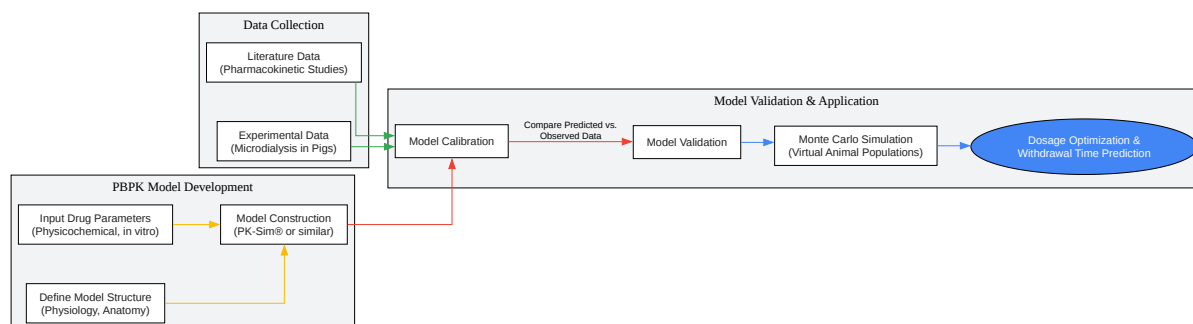 Data Collection
Literature Data
(Pharmacokinetic Studies)
Experimental Data
(Microdialysis in Pigs)
Model Validation & Application
Model Calibration
Compare Predicted vs.
Observed Data
Model Validation
Monte Carlo Simulation
(Virtual Animal Populations)
Dosage Optimization &
Withdrawal Time Prediction
PBPK Model Development
Input Drug Parameters
(Physicochemical, in vitro)
Model Construction
(PK-Sim® or similar)
Define Model Structure
(Physiology, Anatomy)